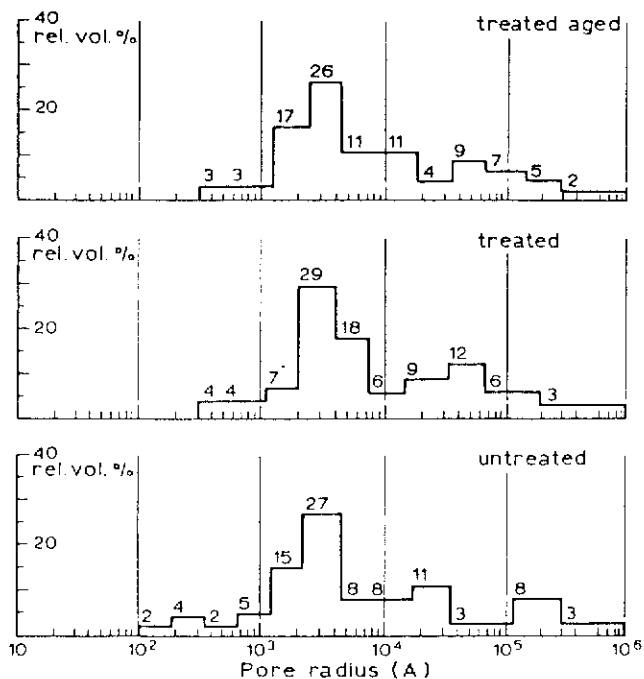 40
rel. vol. %
treated aged
20
3 3 17 26 11 11 4 9 7 5 2
40
rel. vol. %
treated
20
4 4 7 29 18 6 9 12 6 3
40
rel. vol. %
untreated
20
2 4 2 5 15 27 8 8 11 3 8 3
10 10² 10³ 10⁴ 10⁵ 10⁶
Pore radius (A)